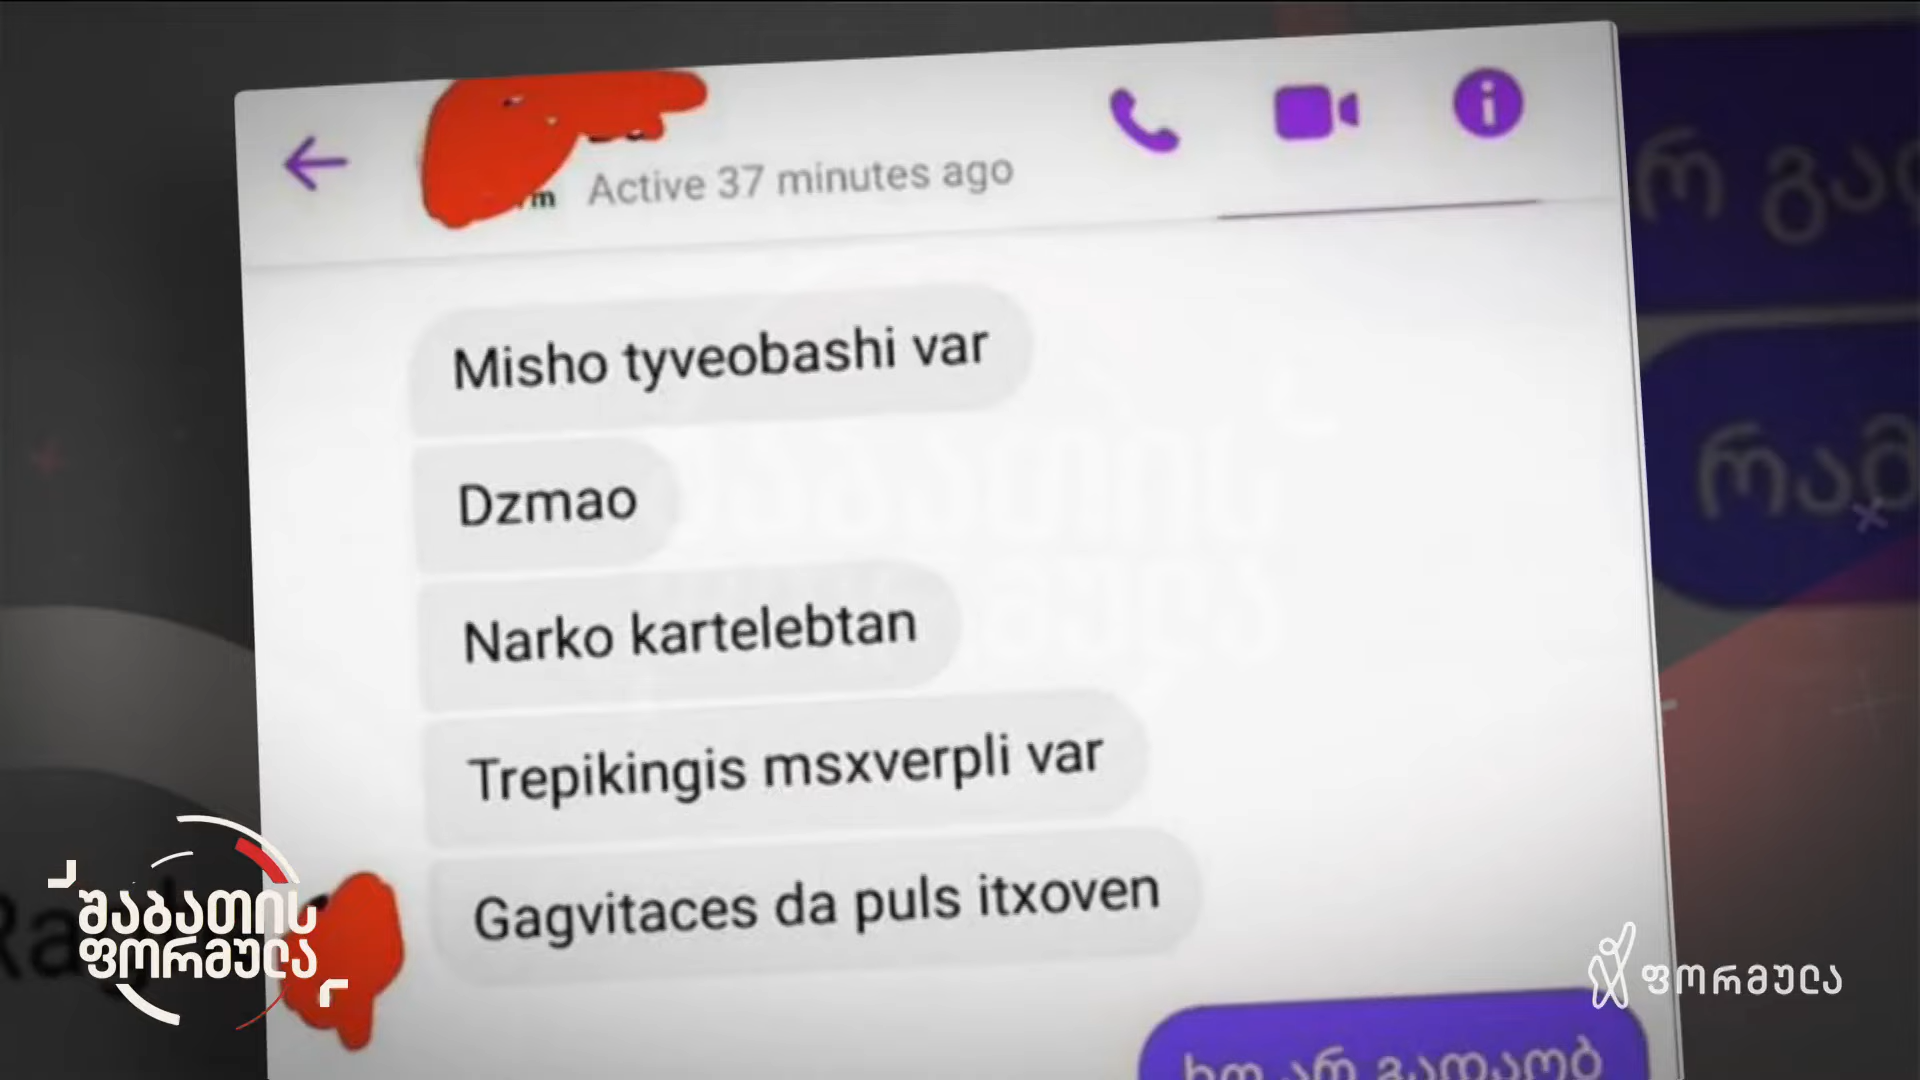 Active 37 minutes ago
Misho tyveobashi var
Dzmao
Narko kartelebtan
Trepikingis msxverpli var
Gagvitaces da puls itxoven
შაბათის
ფორმულა
ფორმულა